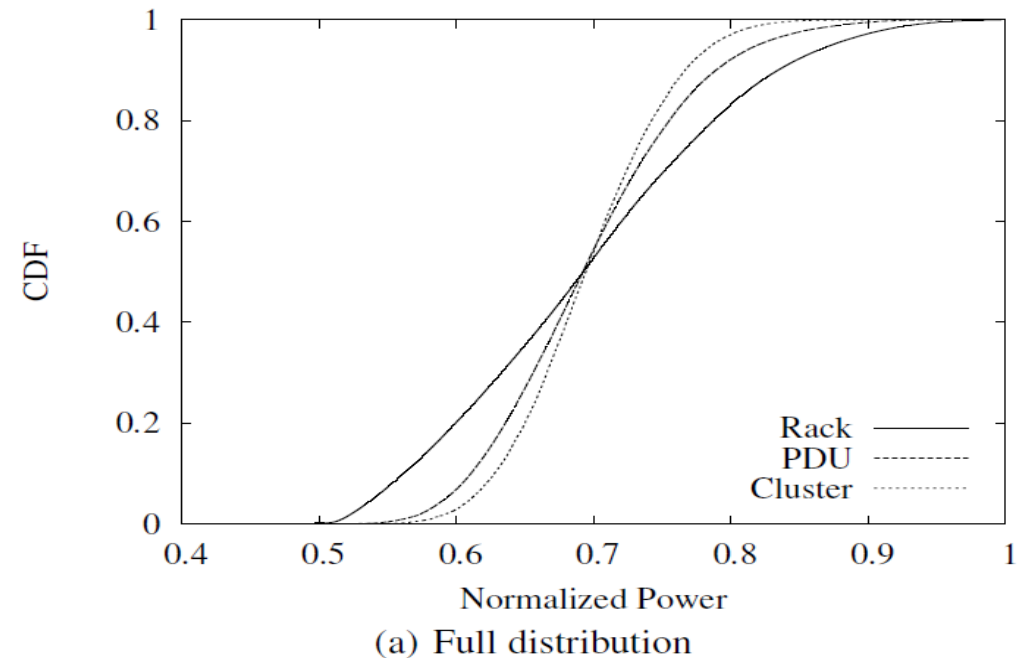 1
0.8
0.6
0.4
0.2
0
CDF
0.4 0.5 0.6 0.7 0.8 0.9 1
Normalized Power
Rack
PDU
Cluster
(a) Full distribution